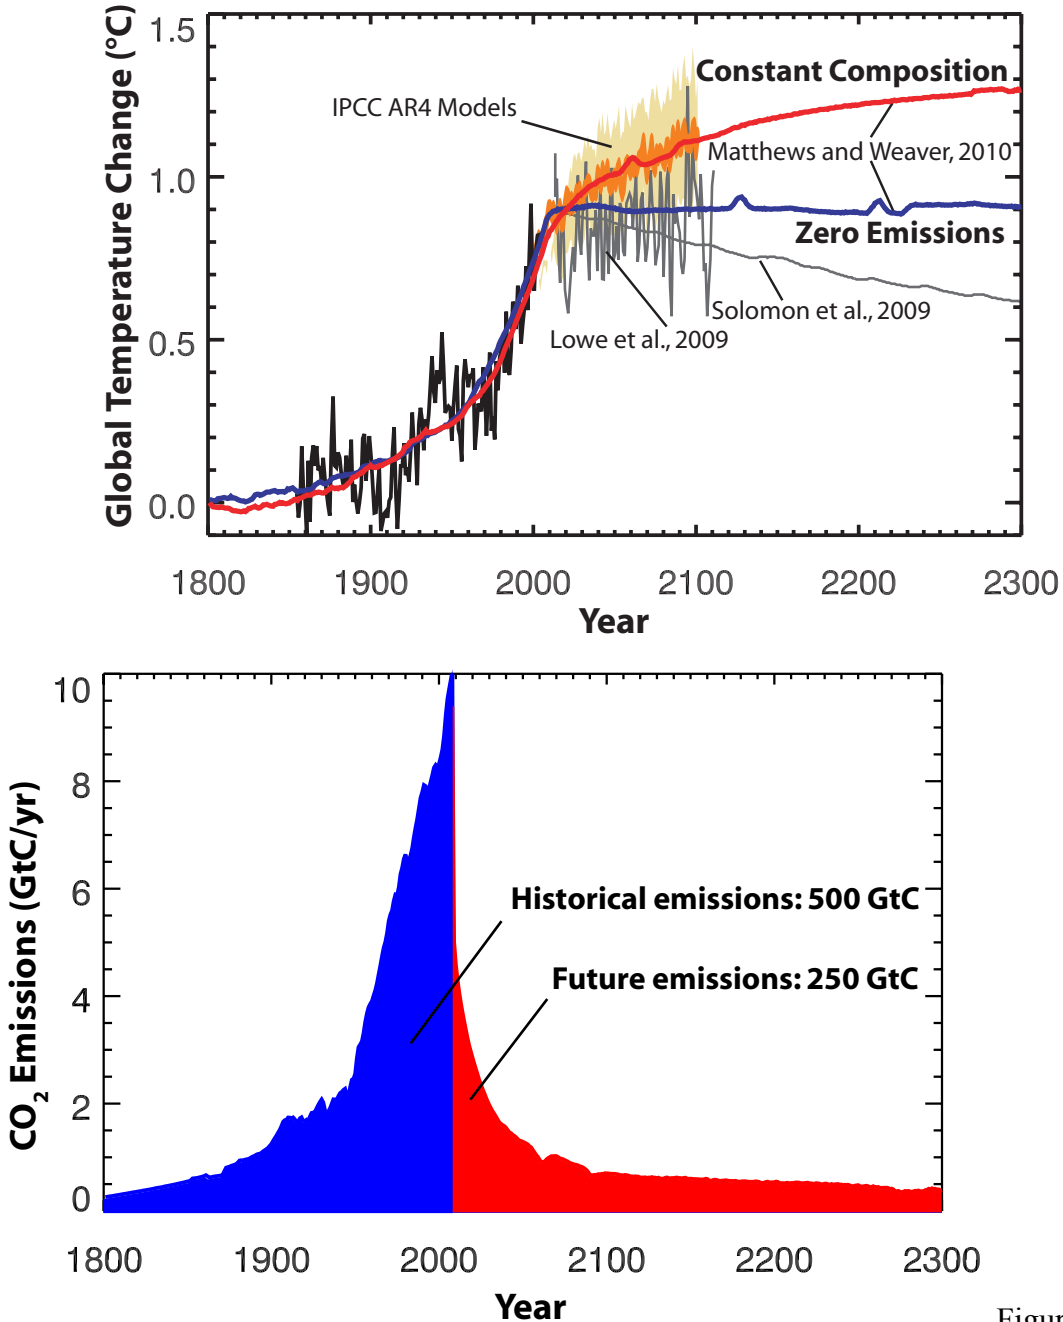 Global Temperature Change (°C)
1.5
1.0
0.5
0.0
IPCC AR4 Models
Constant Composition
Matthews and Weaver, 2010
Zero Emissions
Solomon et al., 2009
Lowe et al., 2009
1800 1900 2000 2100 2200 2300
Year
CO2 Emissions (GtC/yr)
10
8
6
4
2
0
Historical emissions: 500 GtC
Future emissions: 250 GtC
1800 1900 2000 2100 2200 2300
Year
Figur